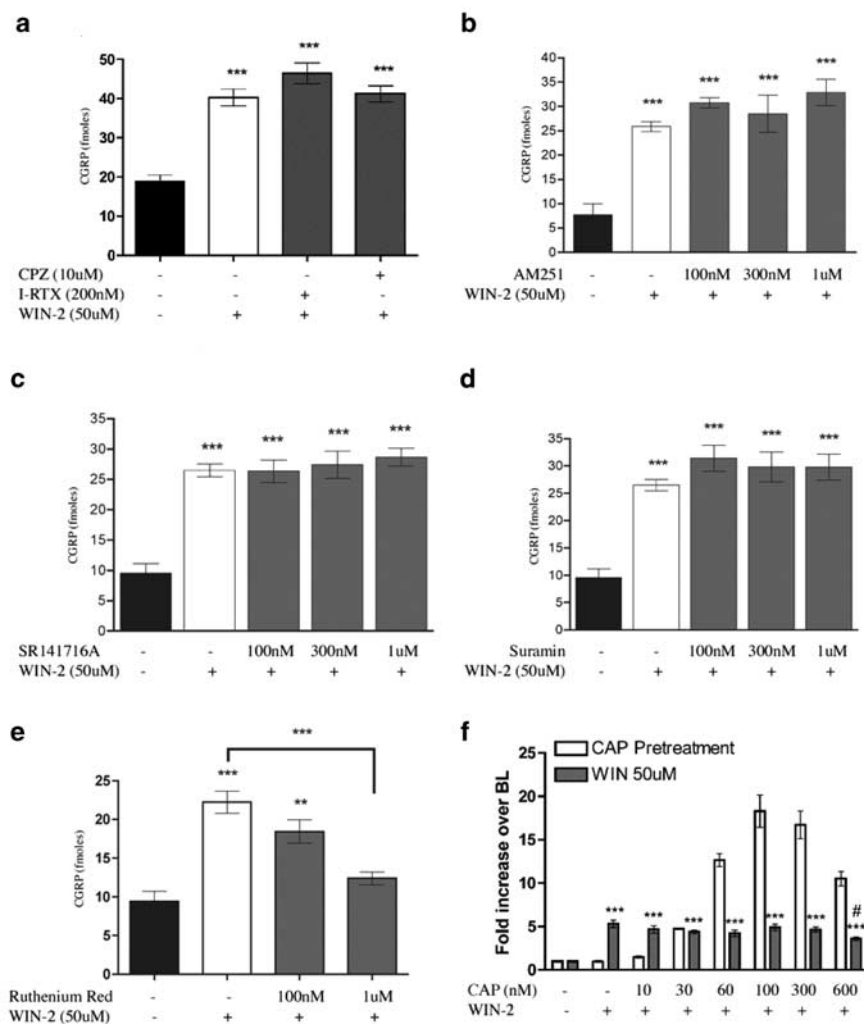 a
***
***
***
50
40
30
20
10
0
CGRP (fmoles)
CPZ (10uM) - - - +
I-RTX (200nM) - - + -
WIN-2 (50uM) - + + +
b
***
***
***
***
40
35
30
25
20
15
10
5
0
CGRP (fmoles)
AM251 - - 100nM 300nM 1uM
WIN-2 (50uM) - + + + +
c
***
***
***
***
35
30
25
20
15
10
5
0
CGRP (fmoles)
SR141716A - - 100nM 300nM 1uM
WIN-2 (50uM) - + + + +
d
***
***
***
***
35
30
25
20
15
10
5
0
CGRP (fmoles)
Suramin - - 100nM 300nM 1uM
WIN-2 (50uM) - + + + +
e
***
***
**
25
20
15
10
5
0
CGRP (fmoles)
Ruthenium Red - - 100nM 1uM
WIN-2 (50uM) - + + +
f
CAP Pretreatment
WIN 50uM
25
20
15
10
5
0
Fold increase over BL
#
*** *** *** *** *** *** ***
CAP (nM) - - 10 30 60 100 300 600
WIN-2 - + + + + + + +